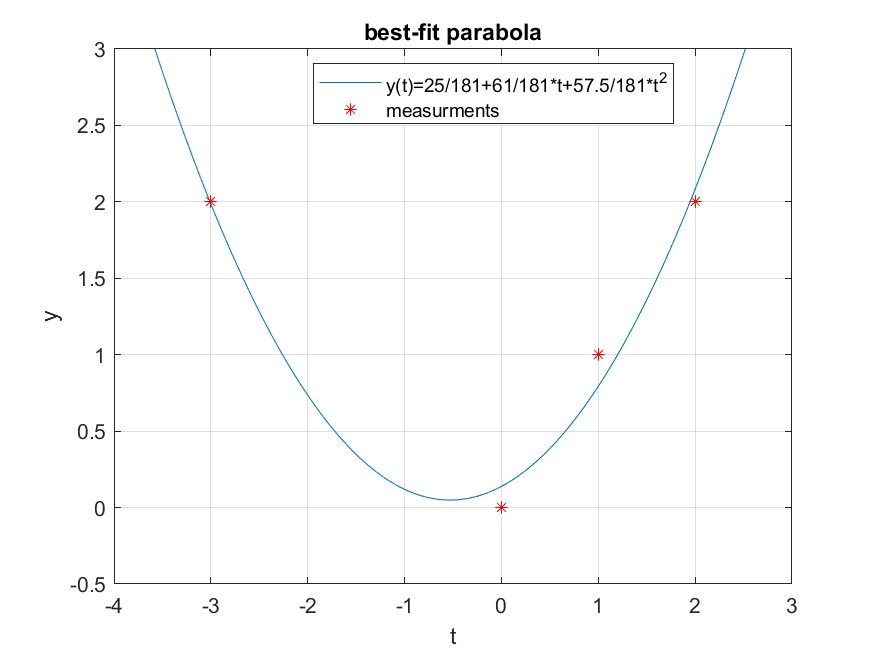 best-fit parabola
y(t)=25/181+61/181*t+57.5/181*t²
measurments
3
2.5
2
1.5
1
0.5
0
-0.5
y
-4 -3 -2 -1 0 1 2 3
t